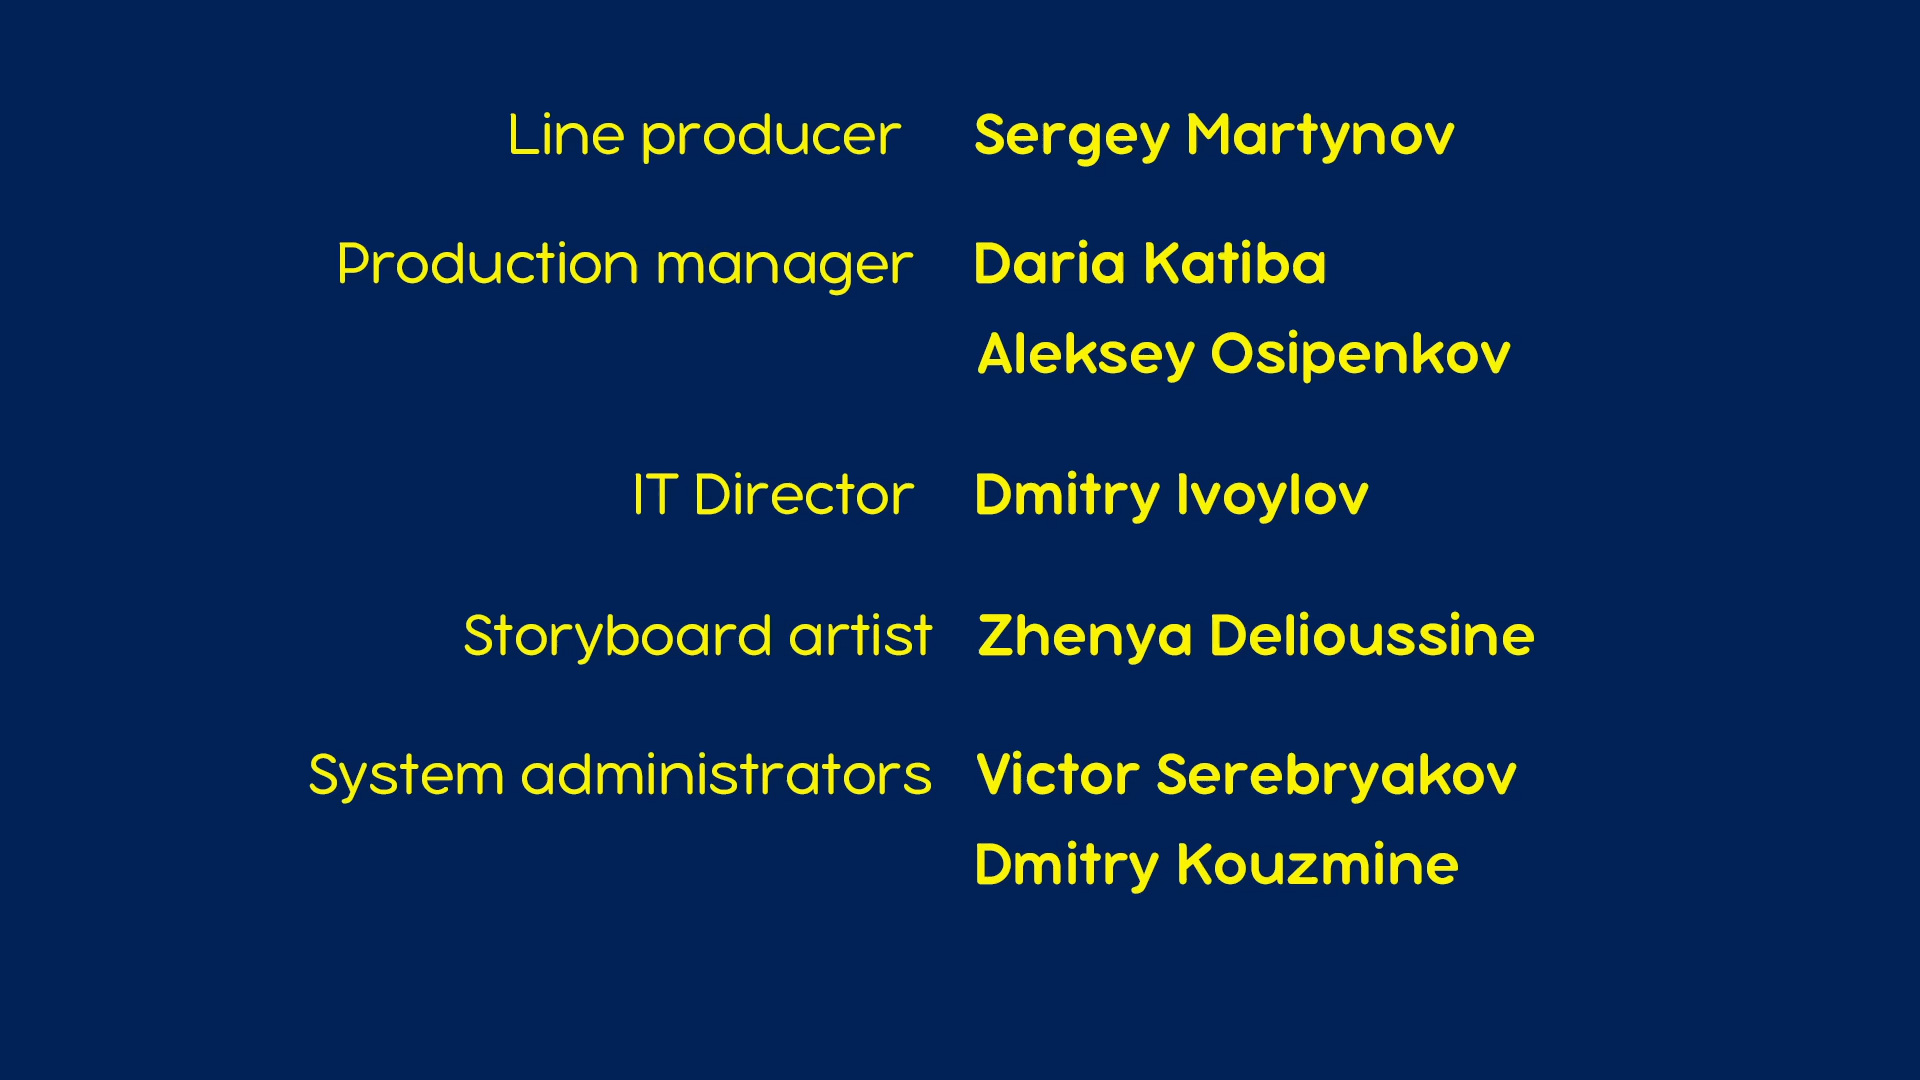 Line producer Sergey Martynov
Production manager Daria Katiba
Aleksey Osipenkov
IT Director Dmitry Ivoylov
Storyboard artist Zhenya Delioussine
System administrators Victor Serebryakov
Dmitry Kouzmine